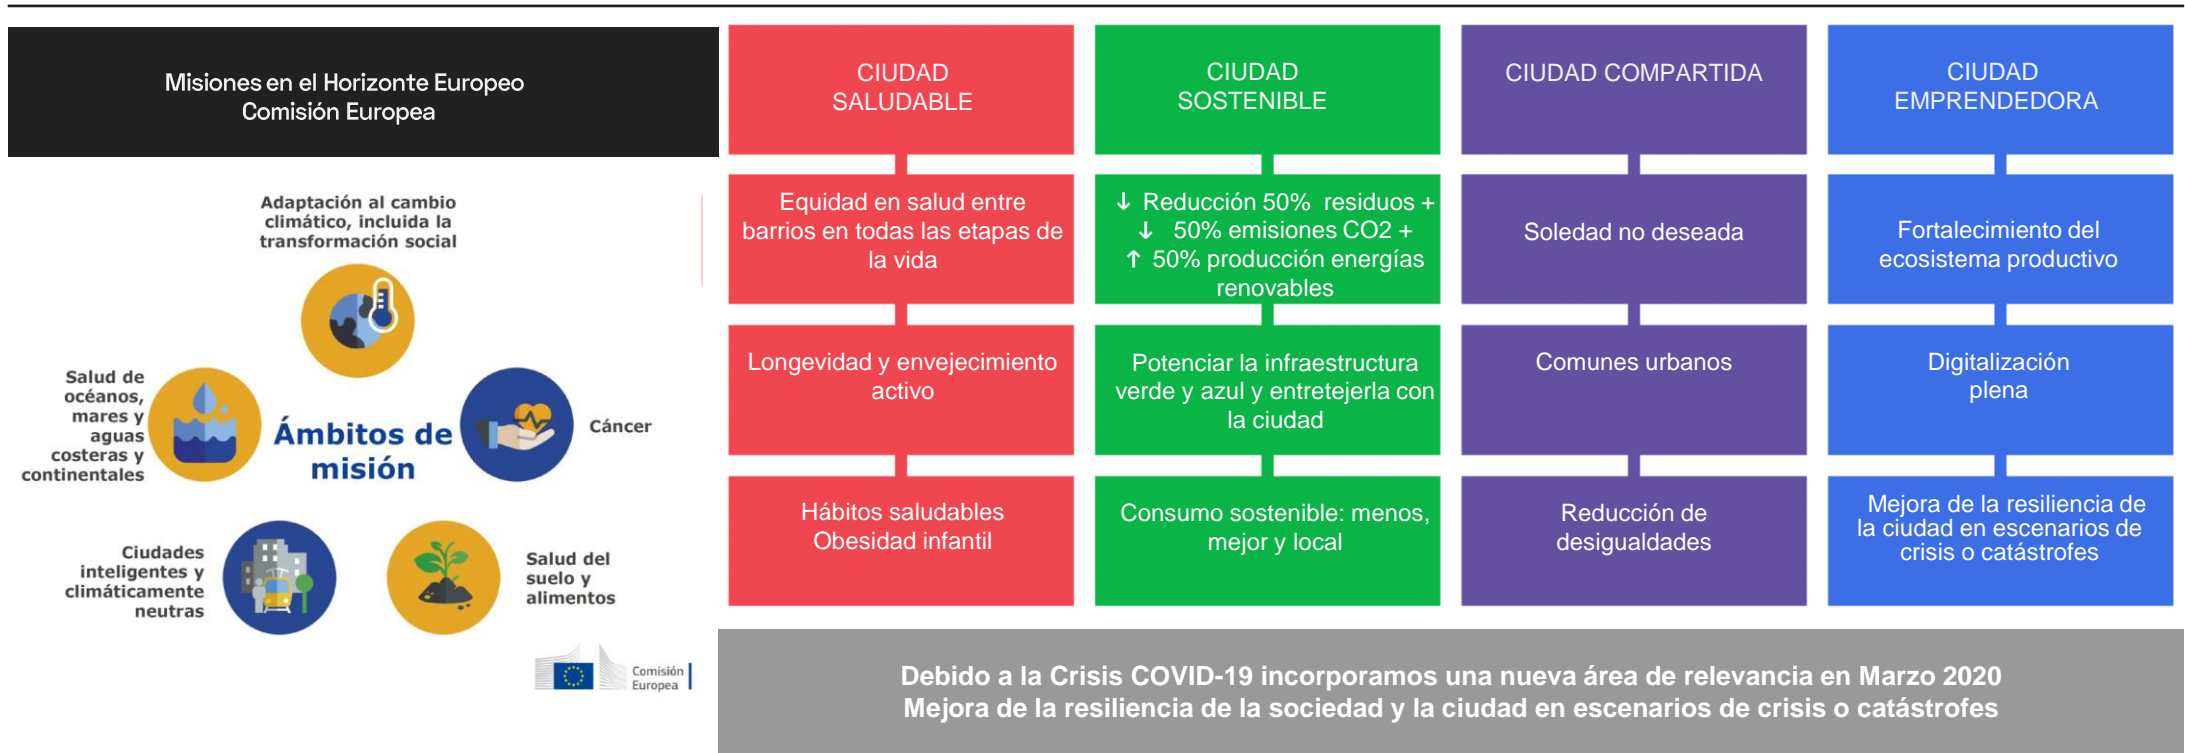 Misiones en el Horizonte Europeo
Comisión Europea
Adaptación al cambio
climático, incluida la
transformación social
Salud de
océanos,
mares y
aguas
costeras y
continentales
Ámbitos de
misión
Cáncer
Ciudades
inteligentes y
climáticamente
neutras
Salud del
suelo y
alimentos
Comisión
Europea
CIUDAD
SALUDABLE
Equidad en salud entre
barrios en todas las etapas de
la vida
Longevidad y envejecimiento
activo
Hábitos saludables
Obesidad infantil
CIUDAD
SOSTENIBLE
↓ Reducción 50% residuos +
↓ 50% emisiones CO2 +
↑ 50% producción energías
renovables
Potenciar la infraestructura
verde y azul y entretejerla con
la ciudad
Consumo sostenible: menos,
mejor y local
CIUDAD COMPARTIDA
Soledad no deseada
Comunes urbanos
Reducción de
desigualdades
CIUDAD
EMPRENDEDORA
Fortalecimiento del
ecosistema productivo
Digitalización
plena
Mejora de la resiliencia de
la ciudad en escenarios de
crisis o catástrofes
Debido a la Crisis COVID-19 incorporamos una nueva área de relevancia en Marzo 2020
Mejora de la resiliencia de la sociedad y la ciudad en escenarios de crisis o catástrofes